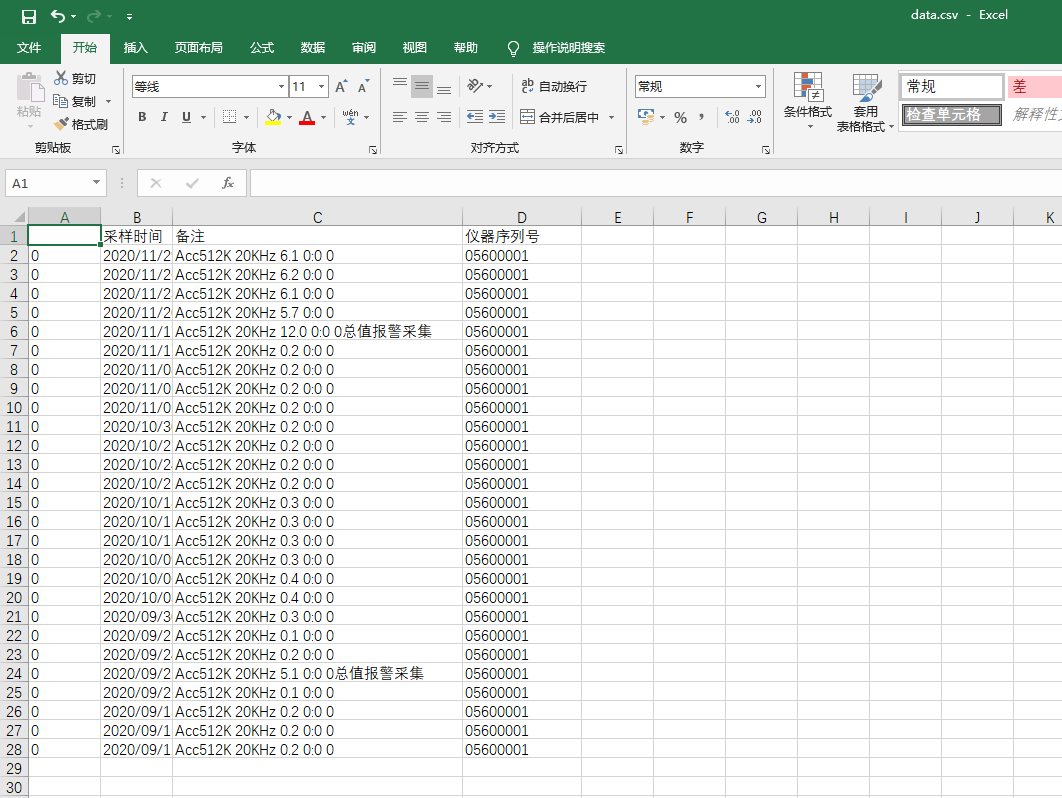 data.csv - Excel
文件 开始 插入 页面布局 公式 数据 审阅 视图 帮助 操作说明搜索
粘贴 剪切 复制 格式刷
等线 11 A A
B I U A wén 文
ab 自动换行
合并后居中
常规
% , .0 .00 .00 .0
条件格式 套用 表格格式
常规 差
检查单元格 解释性
剪贴板 字体 对齐方式 数字
A1 fx
A B C D E F G H I J K
1 采样时间 备注 仪器序列号
2 0 2020/11/2 Acc512K 20KHz 6.1 0:0 0 05600001
3 0 2020/11/2 Acc512K 20KHz 6.2 0:0 0 05600001
4 0 2020/11/2 Acc512K 20KHz 6.1 0:0 0 05600001
5 0 2020/11/2 Acc512K 20KHz 5.7 0:0 0 05600001
6 0 2020/11/1 Acc512K 20KHz 12.0 0:0 0总值报警采集 05600001
7 0 2020/11/1 Acc512K 20KHz 0.2 0:0 0 05600001
8 0 2020/11/0 Acc512K 20KHz 0.2 0:0 0 05600001
9 0 2020/11/0 Acc512K 20KHz 0.2 0:0 0 05600001
10 0 2020/11/0 Acc512K 20KHz 0.2 0:0 0 05600001
11 0 2020/10/3 Acc512K 20KHz 0.2 0:0 0 05600001
12 0 2020/10/2 Acc512K 20KHz 0.2 0:0 0 05600001
13 0 2020/10/2 Acc512K 20KHz 0.2 0:0 0 05600001
14 0 2020/10/2 Acc512K 20KHz 0.2 0:0 0 05600001
15 0 2020/10/1 Acc512K 20KHz 0.3 0:0 0 05600001
16 0 2020/10/1 Acc512K 20KHz 0.3 0:0 0 05600001
17 0 2020/10/1 Acc512K 20KHz 0.3 0:0 0 05600001
18 0 2020/10/0 Acc512K 20KHz 0.3 0:0 0 05600001
19 0 2020/10/0 Acc512K 20KHz 0.4 0:0 0 05600001
20 0 2020/10/0 Acc512K 20KHz 0.4 0:0 0 05600001
21 0 2020/09/3 Acc512K 20KHz 0.3 0:0 0 05600001
22 0 2020/09/2 Acc512K 20KHz 0.1 0:0 0 05600001
23 0 2020/09/2 Acc512K 20KHz 0.2 0:0 0 05600001
24 0 2020/09/2 Acc512K 20KHz 5.1 0:0 0总值报警采集 05600001
25 0 2020/09/2 Acc512K 20KHz 0.1 0:0 0 05600001
26 0 2020/09/1 Acc512K 20KHz 0.2 0:0 0 05600001
27 0 2020/09/1 Acc512K 20KHz 0.2 0:0 0 05600001
28 0 2020/09/1 Acc512K 20KHz 0.2 0:0 0 05600001
29
30